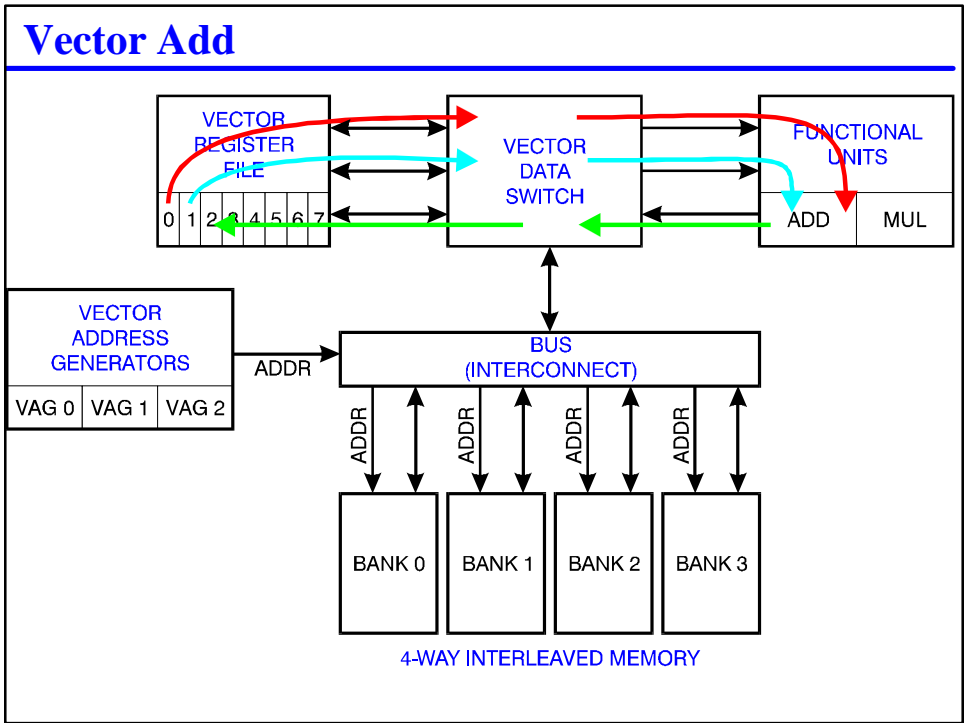 Vector Add
VECTOR
REGISTER
FILE
0 1 2 3 4 5 6 7
VECTOR
DATA
SWITCH
FUNCTIONAL
UNITS
ADD MUL
VECTOR
ADDRESS
GENERATORS
VAG 0 VAG 1 VAG 2
ADDR
BUS
(INTERCONNECT)
ADDR ADDR ADDR ADDR
BANK 0 BANK 1 BANK 2 BANK 3
4-WAY INTERLEAVED MEMORY